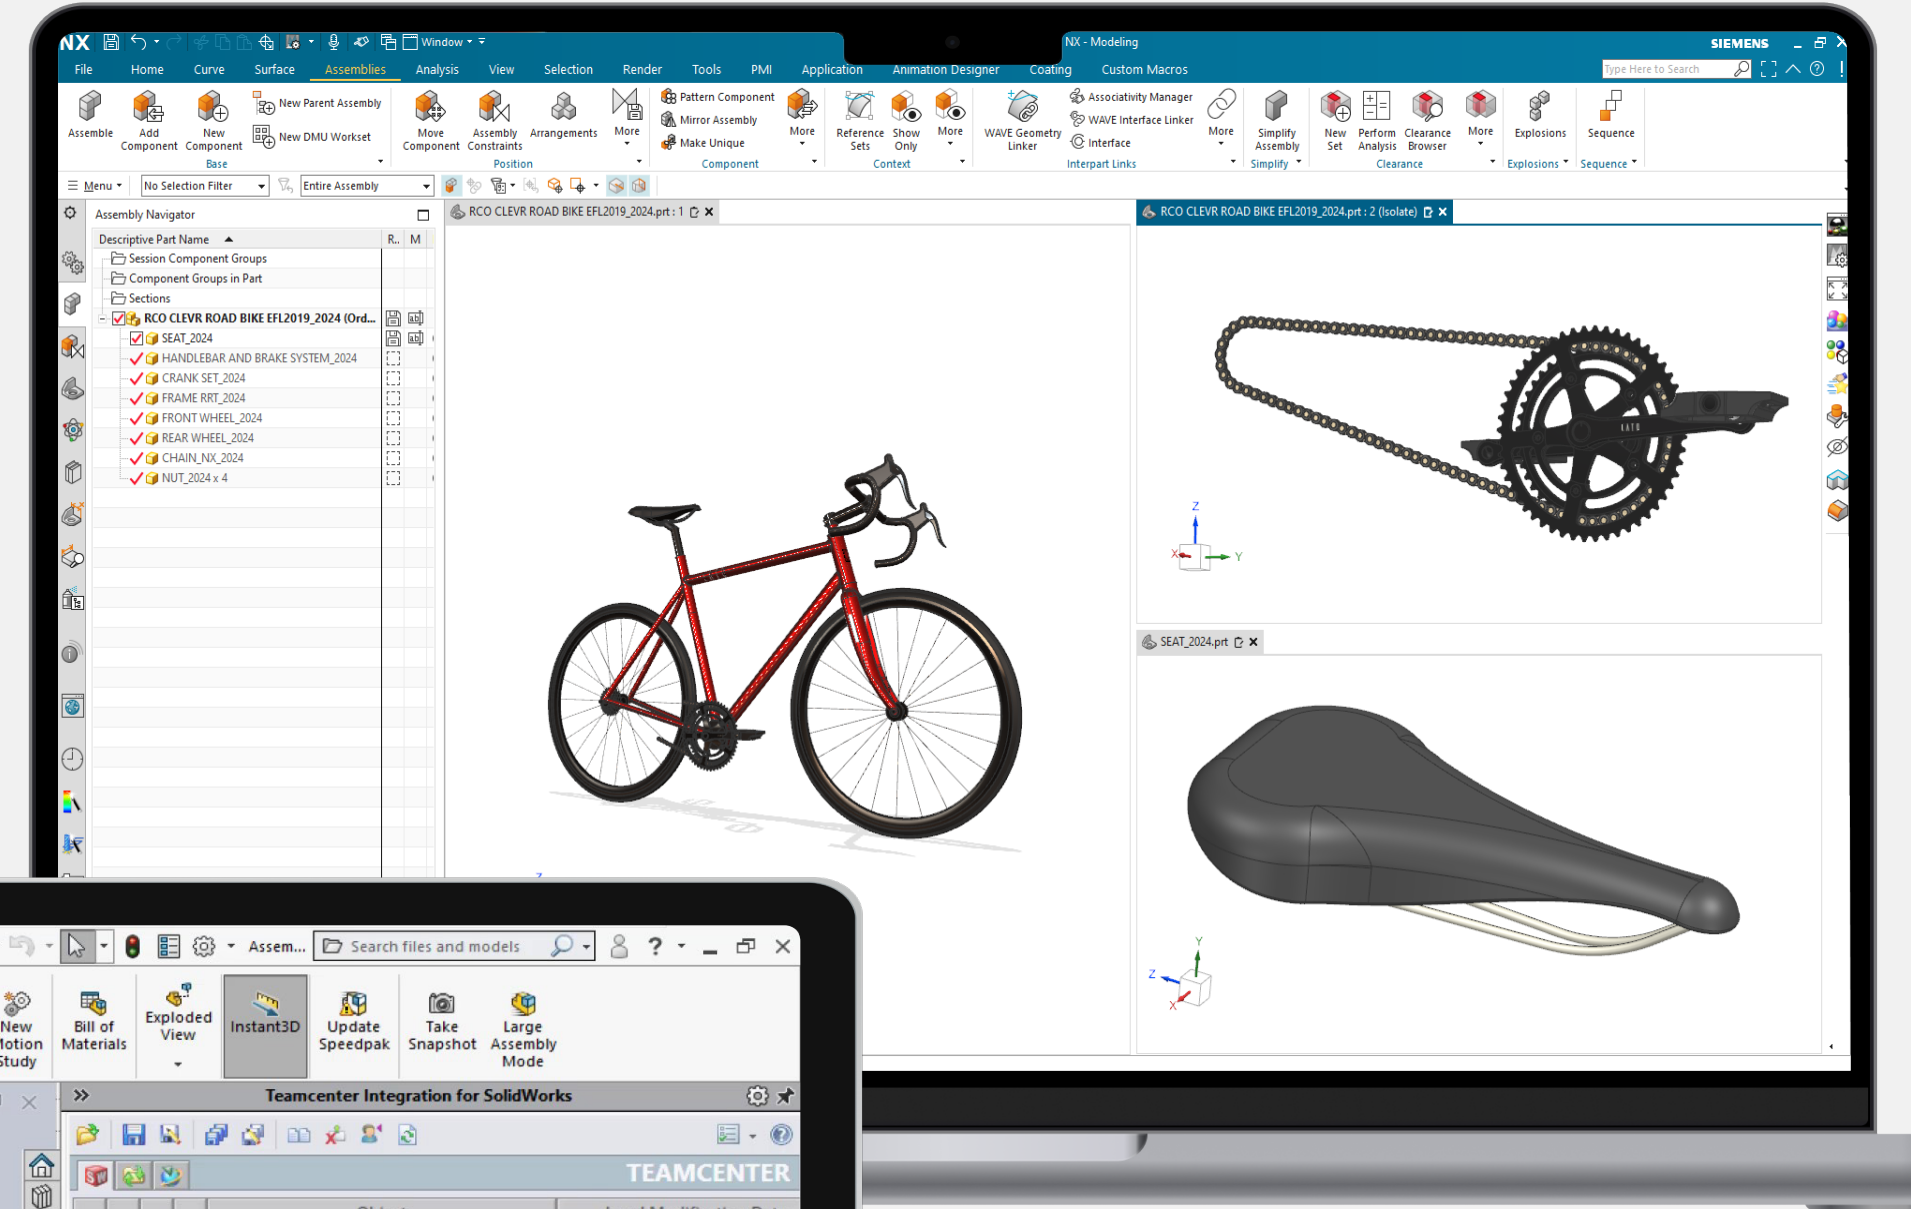 NX
Window
NX - Modeling
SIEMENS
File Home Curve Surface Assemblies Analysis View Selection Render Tools PMI Application Animation Designer Coating Custom Macros
Type Here to Search
Assemble
Add Component
New Component
New Parent Assembly
New DMU Workset
Base
Move Component
Assembly Constraints
Arrangements
More
Position
Pattern Component
Mirror Assembly
Make Unique
More
Component
Reference Sets
Show Only
More
Context
WAVE Geometry Linker
Associativity Manager
WAVE Interface Linker
Interface
More
Interpart Links
Simplify Assembly
Simplify
New Set
Perform Analysis
Clearance Browser
More
Clearance
Explosions
Explosions
Sequence
Sequence
Menu
No Selection Filter
Entire Assembly
Assembly Navigator
Descriptive Part Name R.. M
Session Component Groups
Component Groups in Part
Sections
RCO CLEVR ROAD BIKE EFL2019_2024 (Ord...
SEAT_2024
HANDLEBAR AND BRAKE SYSTEM_2024
CRANK SET_2024
FRAME RRT_2024
FRONT WHEEL_2024
REAR WHEEL_2024
CHAIN_NX_2024
NUT_2024 x 4
RCO CLEVR ROAD BIKE EFL2019_2024.prt : 1
RCO CLEVR ROAD BIKE EFL2019_2024.prt : 2 (Isolate)
Z
X
Y
SEAT_2024.prt
Y
Z
X
Z
Assem...
Search files and models
?
New
Motion
Study
Bill of
Materials
Exploded
View
Instant3D
Update
Speedpak
Take
Snapshot
Large
Assembly
Mode
Teamcenter Integration for SolidWorks
TEAMCENTER